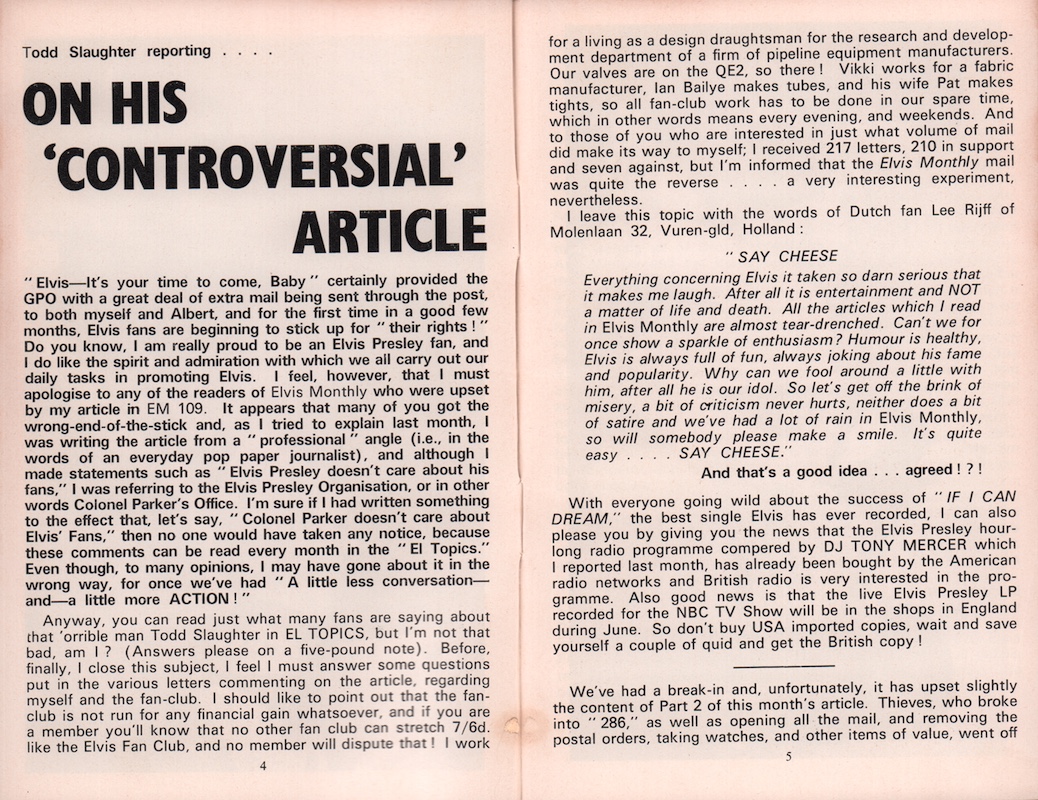 Todd Slaughter reporting . . . .
ON HIS
‘CONTROVERSIAL’
ARTICLE
" Elvis—It's your time to come, Baby " certainly provided the
GPO with a great deal of extra mail being sent through the post,
to both myself and Albert, and for the first time in a good few
months, Elvis fans are beginning to stick up for " their rights ! "
Do you know, I am really proud to be an Elvis Presley fan, and
I do like the spirit and admiration with which we all carry out our
daily tasks in promoting Elvis. I feel, however, that I must
apologise to any of the readers of Elvis Monthly who were upset
by my article in EM 109. It appears that many of you got the
wrong-end-of-the-stick and, as I tried to explain last month, I
was writing the article from a " professional " angle (i.e., in the
words of an everyday pop paper journalist), and although I
made statements such as " Elvis Presley doesn't care about his
fans," I was referring to the Elvis Presley Organisation, or in other
words Colonel Parker's Office. I'm sure if I had written something
to the effect that, let's say, " Colonel Parker doesn't care about
Elvis' Fans," then no one would have taken any notice, because
these comments can be read every month in the " El Topics."
Even though, to many opinions, I may have gone about it in the
wrong way, for once we've had " A little less conversation—
and—a little more ACTION ! "
Anyway, you can read just what many fans are saying about
that 'orrible man Todd Slaughter in EL TOPICS, but I'm not that
bad, am I ? (Answers please on a five-pound note). Before,
finally, I close this subject, I feel I must answer some questions
put in the various letters commenting on the article, regarding
myself and the fan-club. I should like to point out that the fan-
club is not run for any financial gain whatsoever, and if you are
a member you'll know that no other fan club can stretch 7/6d.
like the Elvis Fan Club, and no member will dispute that ! I work
4
for a living as a design draughtsman for the research and develop-
ment department of a firm of pipeline equipment manufacturers.
Our valves are on the QE2, so there ! Vikki works for a fabric
manufacturer, Ian Bailye makes tubes, and his wife Pat makes
tights, so all fan-club work has to be done in our spare time,
which in other words means every evening, and weekends. And
to those of you who are interested in just what volume of mail
did make its way to myself; I received 217 letters, 210 in support
and seven against, but I'm informed that the Elvis Monthly mail
was quite the reverse . . . . a very interesting experiment,
nevertheless.
I leave this topic with the words of Dutch fan Lee Rijff of
Molenlaan 32, Vuren-gld, Holland :
" SAY CHEESE
Everything concerning Elvis it taken so darn serious that
it makes me laugh. After all it is entertainment and NOT
a matter of life and death. All the articles which I read
in Elvis Monthly are almost tear-drenched. Can't we for
once show a sparkle of enthusiasm ? Humour is healthy,
Elvis is always full of fun, always joking about his fame
and popularity. Why can we fool around a little with
him, after all he is our idol. So let's get off the brink of
misery, a bit of criticism never hurts, neither does a bit
of satire and we've had a lot of rain in Elvis Monthly,
so will somebody please make a smile. It's quite
easy . . . . SAY CHEESE."
And that's a good idea . . . agreed ! ? !
With everyone going wild about the success of " IF I CAN
DREAM," the best single Elvis has ever recorded, I can also
please you by giving you the news that the Elvis Presley hour-
long radio programme compered by DJ TONY MERCER which
I reported last month, has already been bought by the American
radio networks and British radio is very interested in the pro-
gramme. Also good news is that the live Elvis Presley LP
recorded for the NBC TV Show will be in the shops in England
during June. So don't buy USA imported copies, wait and save
yourself a couple of quid and get the British copy !
We've had a break-in and, unfortunately, it has upset slightly
the content of Part 2 of this month's article. Thieves, who broke
into " 286," as well as opening all the mail, and removing the
postal orders, taking watches, and other items of value, went off
5